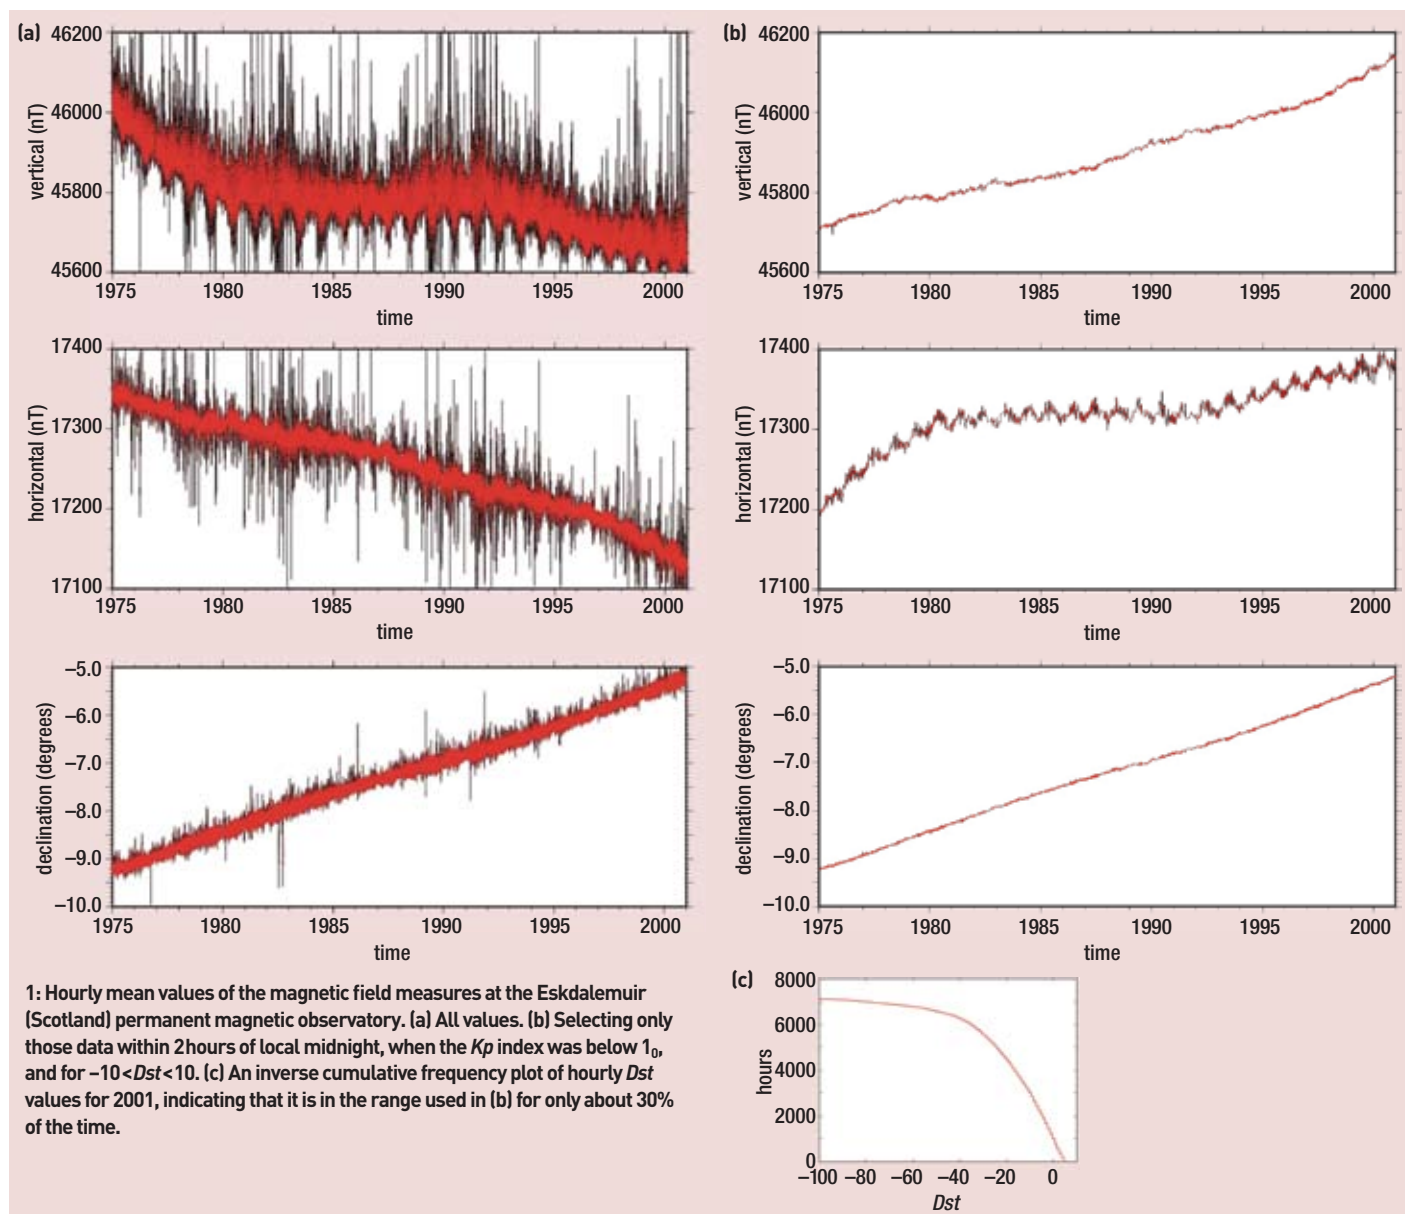 (a)
46200
46000
45800
45600
vertical (nT)
1975 1980 1985 1990 1995 2000
time
17400
17300
17200
17100
horizontal (nT)
1975 1980 1985 1990 1995 2000
time
–5.0
–6.0
–7.0
–8.0
–9.0
–10.0
declination (degrees)
1975 1980 1985 1990 1995 2000
time
(b)
46200
46000
45800
45600
vertical (nT)
1975 1980 1985 1990 1995 2000
time
17400
17300
17200
17100
horizontal (nT)
1975 1980 1985 1990 1995 2000
time
–5.0
–6.0
–7.0
–8.0
–9.0
–10.0
declination (degrees)
1975 1980 1985 1990 1995 2000
time
1: Hourly mean values of the magnetic field measures at the Eskdalemuir
(Scotland) permanent magnetic observatory. (a) All values. (b) Selecting only
those data within 2 hours of local midnight, when the Kp index was below 1₀,
and for –10<Dst<10. (c) An inverse cumulative frequency plot of hourly Dst
values for 2001, indicating that it is in the range used in (b) for only about 30%
of the time.
(c)
8000
6000
4000
2000
0
hours
–100 –80 –60 –40 –20 0
Dst